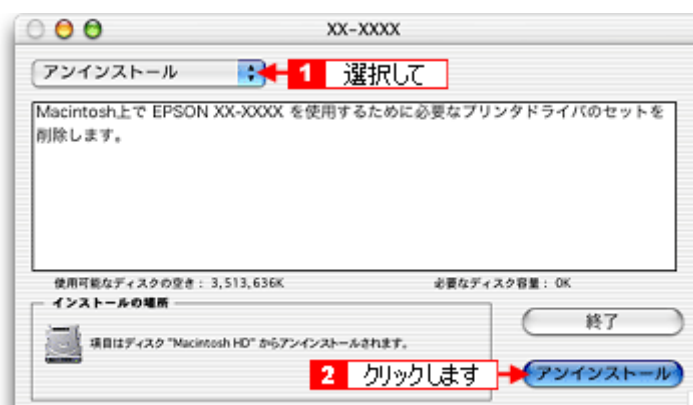 XX-XXXX
アンインストール
1 選択して
Macintosh上で EPSON XX-XXXX を使用するために必要なプリンタドライバのセットを
削除します。
使用可能なディスクの空き： 3,513,636K 必要なディスク容量： 0K
インストールの場所
項目はディスク "Macintosh HD" からアンインストールされます。
終了
2 クリックします
アンインストール